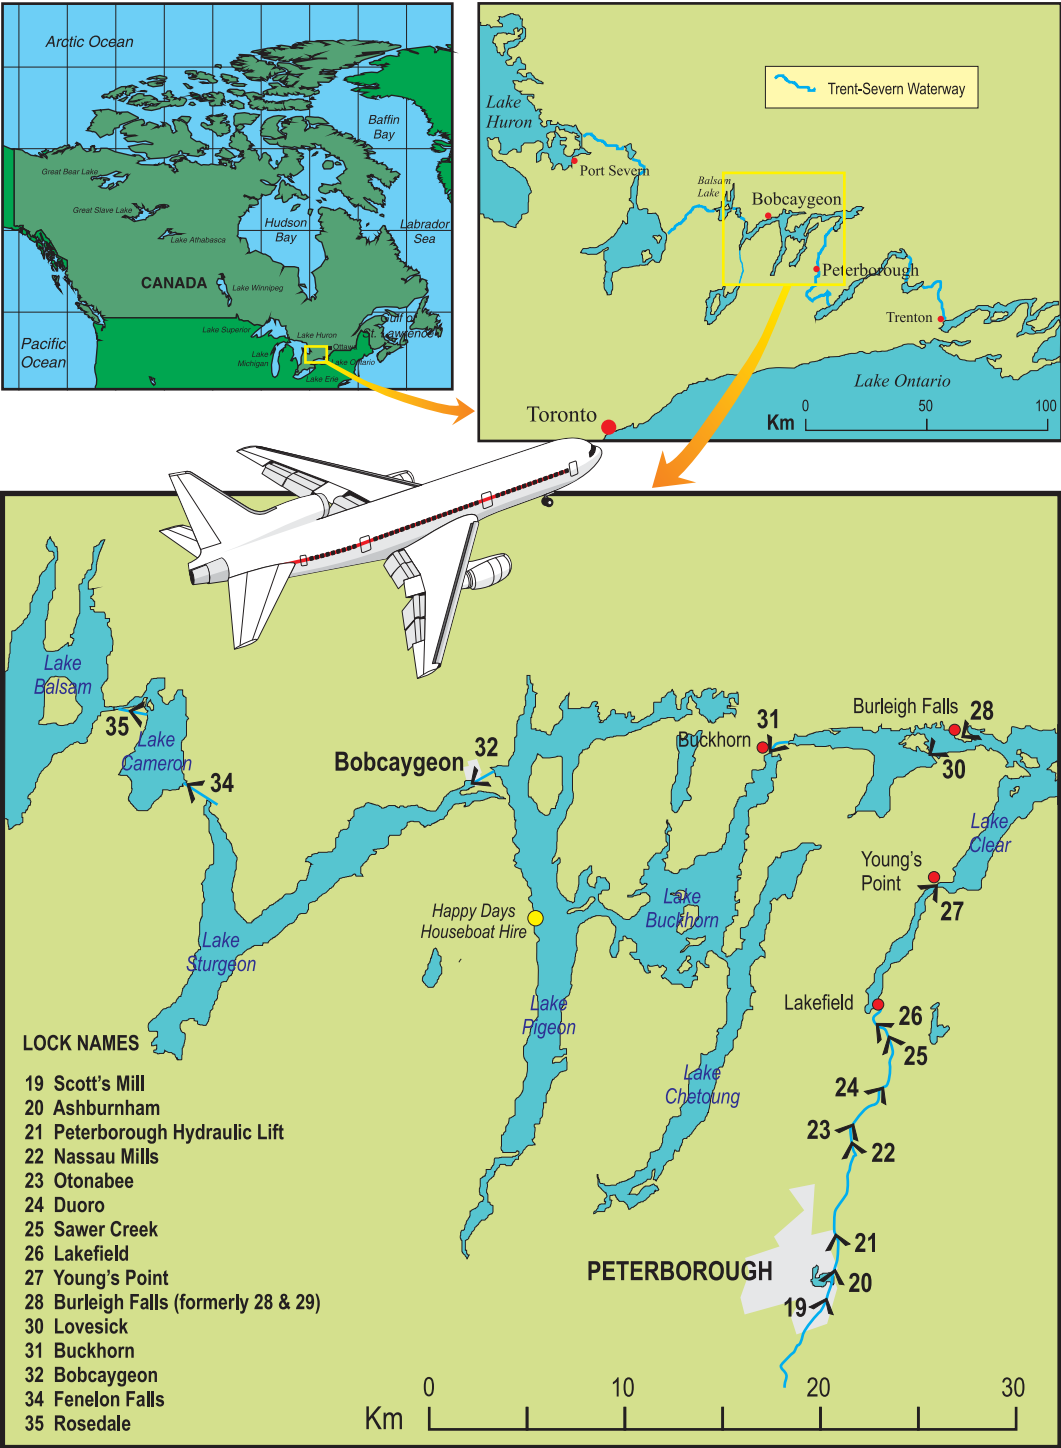 Arctic Ocean
Baffin
Bay
Great Bear Lake
Great Slave Lake
Hudson
Bay
Labrador
Sea
Lake Athabasca
CANADA
Lake Winnipeg
Gulf of
St. Lawrence
Lake Superior
Lake Huron
Ottawa
Pacific
Ocean
Lake
Michigan
Lake Ontario
Lake Erie
Trent-Severn Waterway
Lake
Huron
Port Severn
Balsam
Lake
Bobcaygeon
Peterborough
Trenton
Lake Ontario
Toronto
0 50 100
Km
Lake
Balsam
35
Lake
Cameron
34
Bobcaygeon
32
31
Buckhorn
Burleigh Falls
28
30
Lake
Clear
Young's
Point
27
Happy Days
Houseboat Hire
Lake
Buckhorn
Lake
Sturgeon
Lake
Pigeon
Lakefield
26
25
Lake
Chetoung
24
23
22
21
PETERBOROUGH
20
19
LOCK NAMES
19 Scott's Mill
20 Ashburnham
21 Peterborough Hydraulic Lift
22 Nassau Mills
23 Otonabee
24 Duoro
25 Sawer Creek
26 Lakefield
27 Young's Point
28 Burleigh Falls (formerly 28 & 29)
30 Lovesick
31 Buckhorn
32 Bobcaygeon
34 Fenelon Falls
35 Rosedale
0 10 20 30
Km